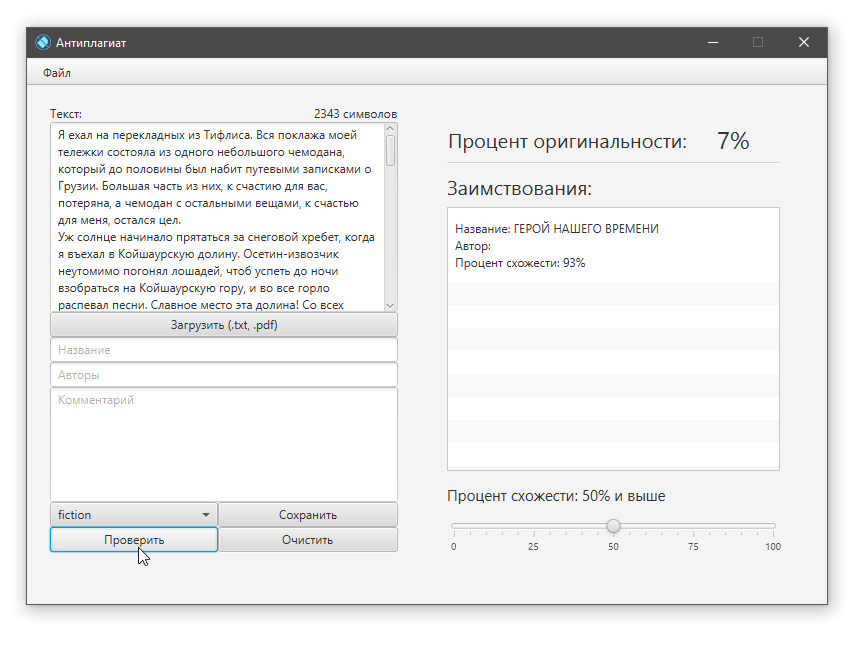 Антиплагиат
Файл
Текст: 2343 символов
Я ехал на перекладных из Тифлиса. Вся поклажа моей
тележки состояла из одного небольшого чемодана,
который до половины был набит путевыми записками о
Грузии. Большая часть из них, к счастию для вас,
потеряна, а чемодан с остальными вещами, к счастью
для меня, остался цел.
Уж солнце начинало прятаться за снеговой хребет, когда
я въехал в Койшаурскую долину. Осетин-извозчик
неутомимо погонял лошадей, чтоб успеть до ночи
взобраться на Койшаурскую гору, и во все горло
распевал песни. Славное место эта долина! Со всех
Загрузить (.txt, .pdf)
Название
Авторы
Комментарий
fiction
Сохранить
Проверить
Очистить
Процент оригинальности: 7%
Заимствования:
Название: ГЕРОЙ НАШЕГО ВРЕМЕНИ
Автор:
Процент схожести: 93%
Процент схожести: 50% и выше
0 25 50 75 100